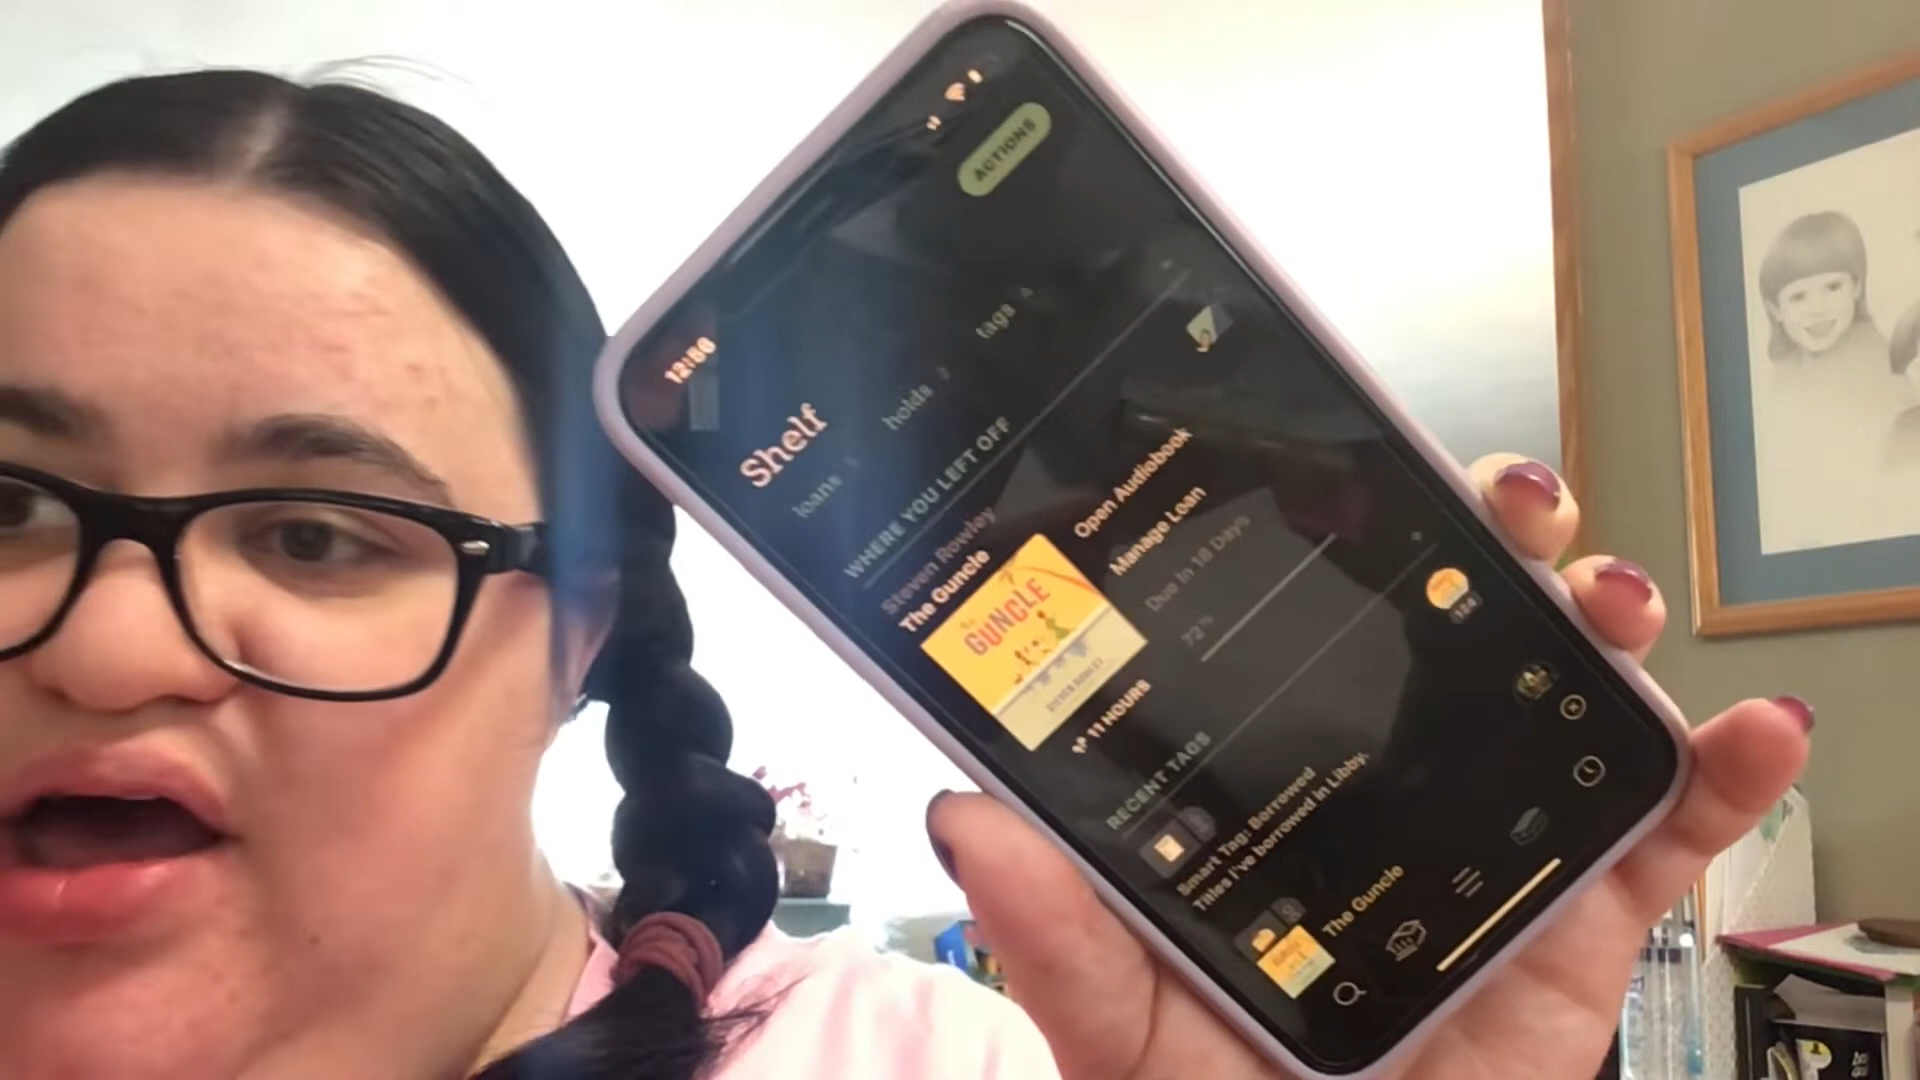 12:50
ACTIONS
Shelf
loans
holds
tags
WHERE YOU LEFT OFF
Steven Rowley
The Guncle
GUNCLE
STEVEN ROWLEY
11 HOURS
Open Audiobook
Manage Loan
Due in 18 Days
72%
RECENT TAGS
Smart Tag: Borrowed
Titles I've borrowed in Libby.
The Guncle